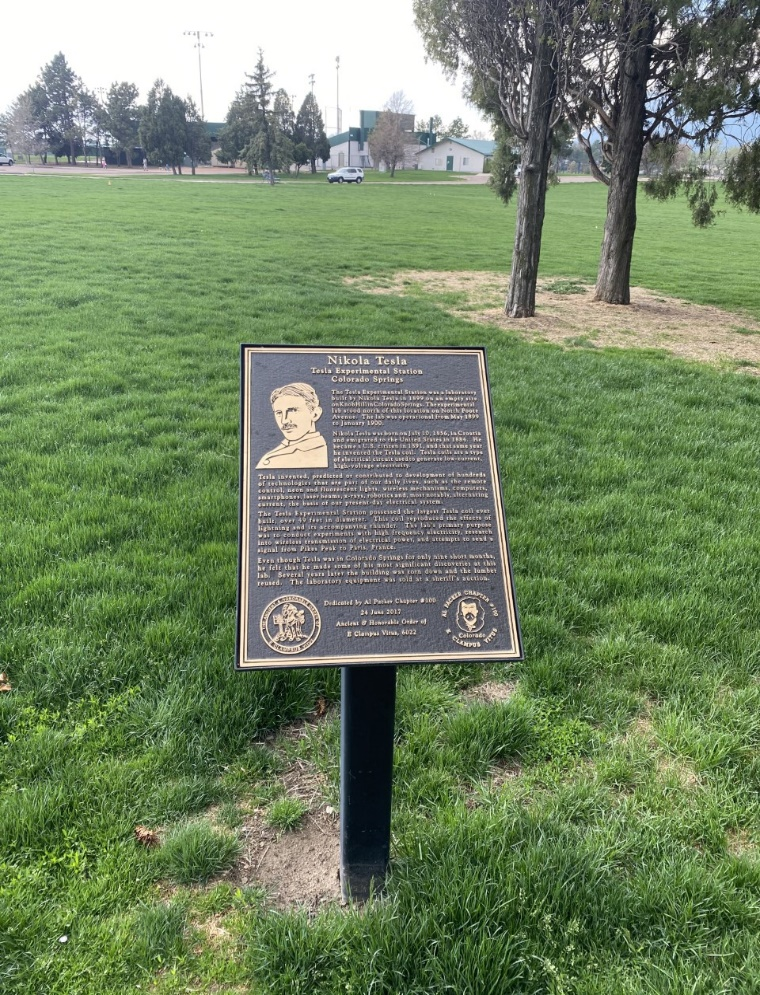 Nikola Tesla
Tesla Experimental Station
Colorado Springs
The Tesla Experimental Station was a laboratory
built by Nikola Tesla in 1899 on an empty site
on Knob Hill in Colorado Springs. The experimental
lab stood north of this location on North Foote
Avenue. The lab was operational from May 1899
to January 1900.
Nikola Tesla was born on July 10, 1856, in Croatia
and emigrated to the United States in 1884. He
became a U.S. citizen in 1891, and that same year
he invented the Tesla coil. Tesla coils are a type
of electrical circuit used to generate low-current,
high-voltage electricity.
Tesla invented, predicted or contributed to development of hundreds
of technologies that are part of our daily lives, such as the remote
control, neon and fluorescent lights, wireless mechanisms, computers,
smartphones, laser beams, x-rays, robotics and, most notably, alternating
current, the basis of our present-day electrical system.
The Tesla Experimental Station possessed the largest Tesla coil ever
built, over 49 feet in diameter. This coil reproduced the effects of
lightning and its accompanying thunder. The lab's primary purpose
was to conduct experiments with high frequency electricity, research
into wireless transmission of electrical power, and attempts to send a
signal from Pikes Peak to Paris, France.
Even though Tesla was in Colorado Springs for only nine short months,
he felt that he made some of his most significant discoveries at this
lab. Several years later the building was torn down and the lumber
reused. The laboratory equipment was sold at a sheriff's auction.
Dedicated by Al Packer Chapter #100
24 June 2017
Ancient & Honorable Order of
E Clampus Vitus, 6022
AL PACKER CHAPTER #100
Colorado
E CLAMPUS VITUS